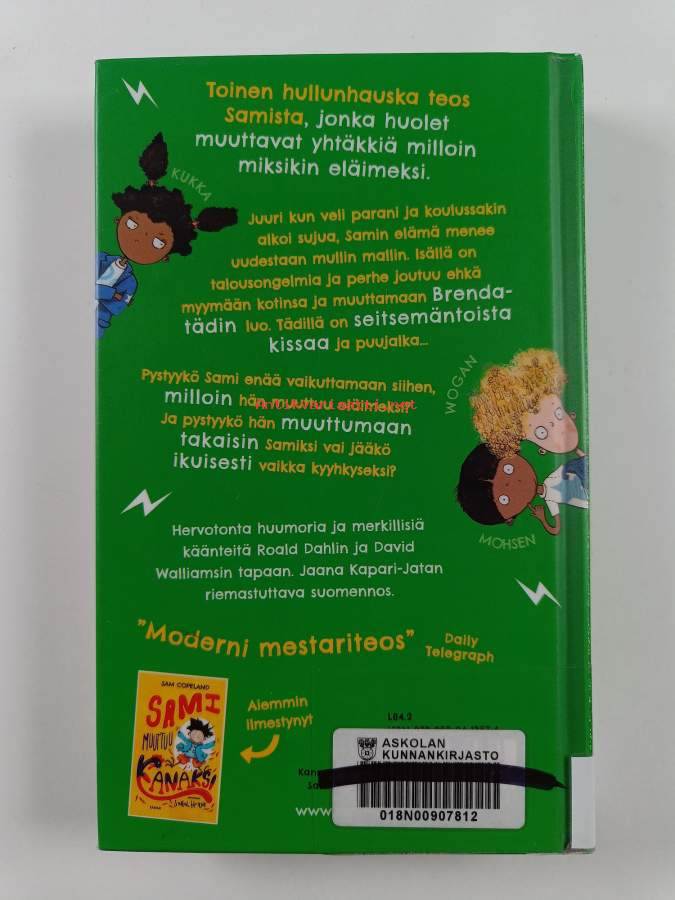 Toinen hullunhauska teos
Samista, jonka huolet
muuttavat yhtäkkiä milloin
miksikin eläimeksi.
KUKKA
Juuri kun veli parani ja koulussakin
alkoi sujua, Samin elämä menee
uudestaan mullin mallin. Isällä on
talousongelmia ja perhe joutuu ehkä
myymään kotinsa ja muuttamaan Brenda-
tädin luo. Tädillä on seitsemäntoista
kissaa ja puujalka...
WOGAN
Pystyykö Sami enää vaikuttamaan siihen,
milloin hän muuttuu eläimeksi?
Ja pystyykö hän muuttumaan
takaisin Samiksi vai jääkö
ikuisesti vaikka kyyhkyseksi?
MOHSEN
Hervotonta huumoria ja merkillisiä
käänteitä Roald Dahlin ja David
Walliamsin tapaan. Jaana Kapari-Jatan
riemastuttava suomennos.
"Moderni mestariteos"
Daily
Telegraph
SAM COPELAND
SAMI
MUUTTUU
KANAKSI
Aiemmin
ilmestynyt
L84.2
ASKOLAN
KUNNANKIRJASTO
018N00907812
www.